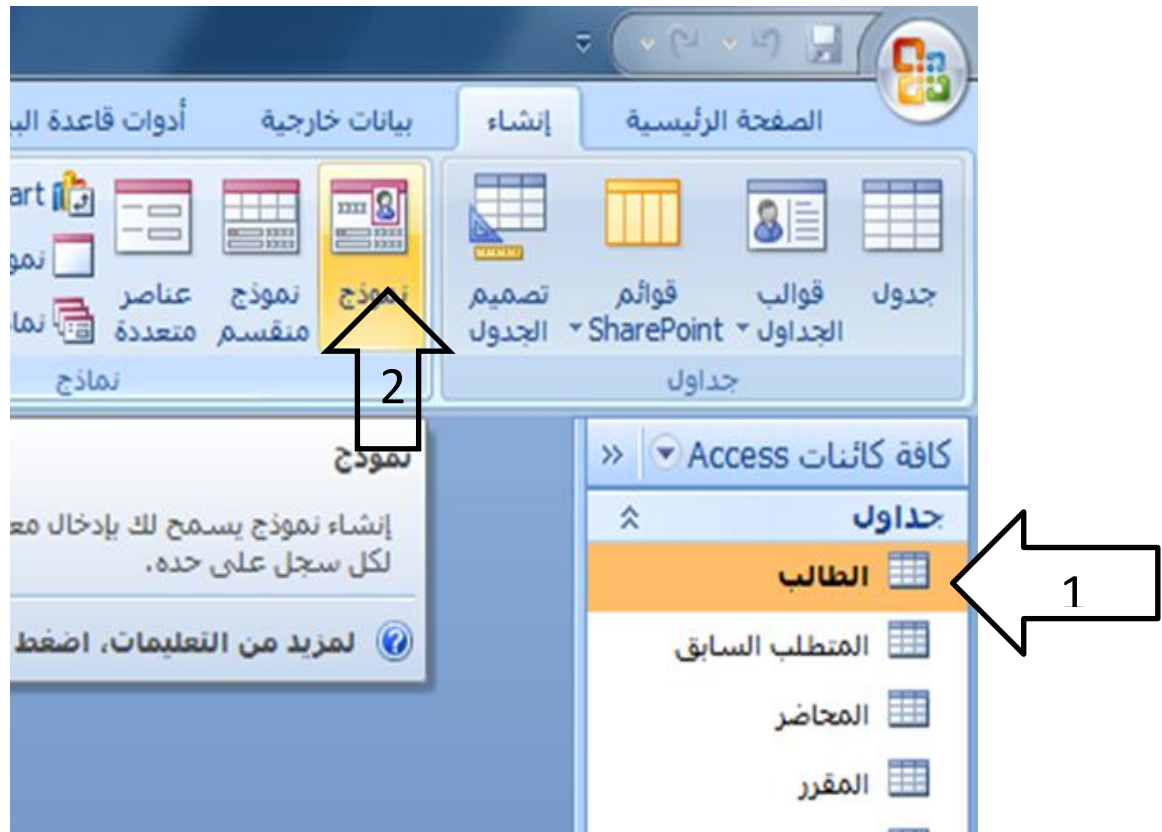 الصفحة الرئيسية
إنشاء
بيانات خارجية
أدوات قاعدة
جدول
قوالب
الجداول
قوائم
SharePoint
تصميم
الجدول
نموذج
نموذج
منقسم
عناصر
متعددة
جداول
نماذج
2
نموذج
إنشاء نموذج يسمح لك بإدخال
لكل سجل على حده.
لمزيد من التعليمات، اضغط
كافة كائنات Access
جداول
الطالب
1
المتطلب السابق
المحاضر
المقرر